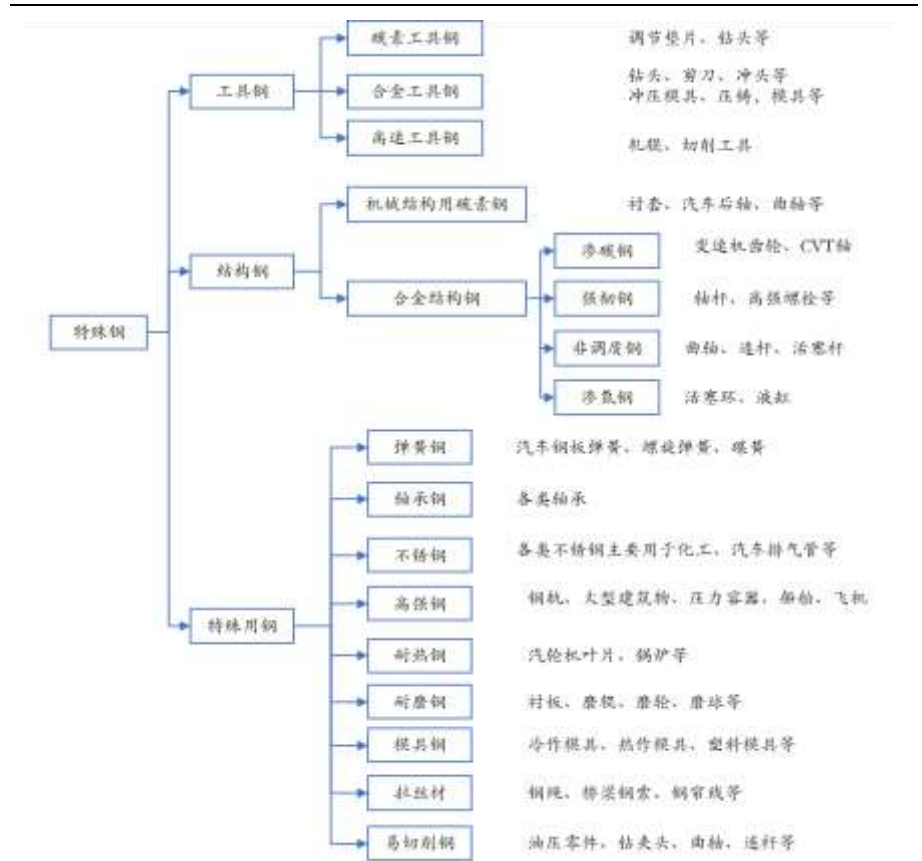 碳素工具钢
调节垫片、钻头等
工具钢
合金工具钢
钻头、剪刀、冲头等
冲压模具、压铸,模具等
高速工具钢
轧辊、切削工具
机械结构用碳素钢
衬套、汽车后轴、曲轴等
结构钢
合金结构钢
渗碳钢
变速机齿轮、CVT轴
强韧钢
轴杆、高强螺栓等
特殊钢
非调质钢
曲轴、连杆、活塞杆
渗氮钢
活塞环、液缸
弹簧钢
汽车钢板弹簧、螺旋弹簧、碟簧
轴承钢
各类轴承
不锈钢
各类不锈钢主要用于化工、汽车排气管等
高强钢
钢轨、大型建筑物、压力容器、船舶、飞机
特殊用钢
耐热钢
汽轮机叶片、锅炉等
耐磨钢
衬板、磨辊、磨轮、磨球等
模具钢
冷作模具、热作模具、塑料模具等
拉丝材
钢绳、桥梁钢索、钢帘线等
易切削钢
油压零件、钻夹头、曲轴、连杆等